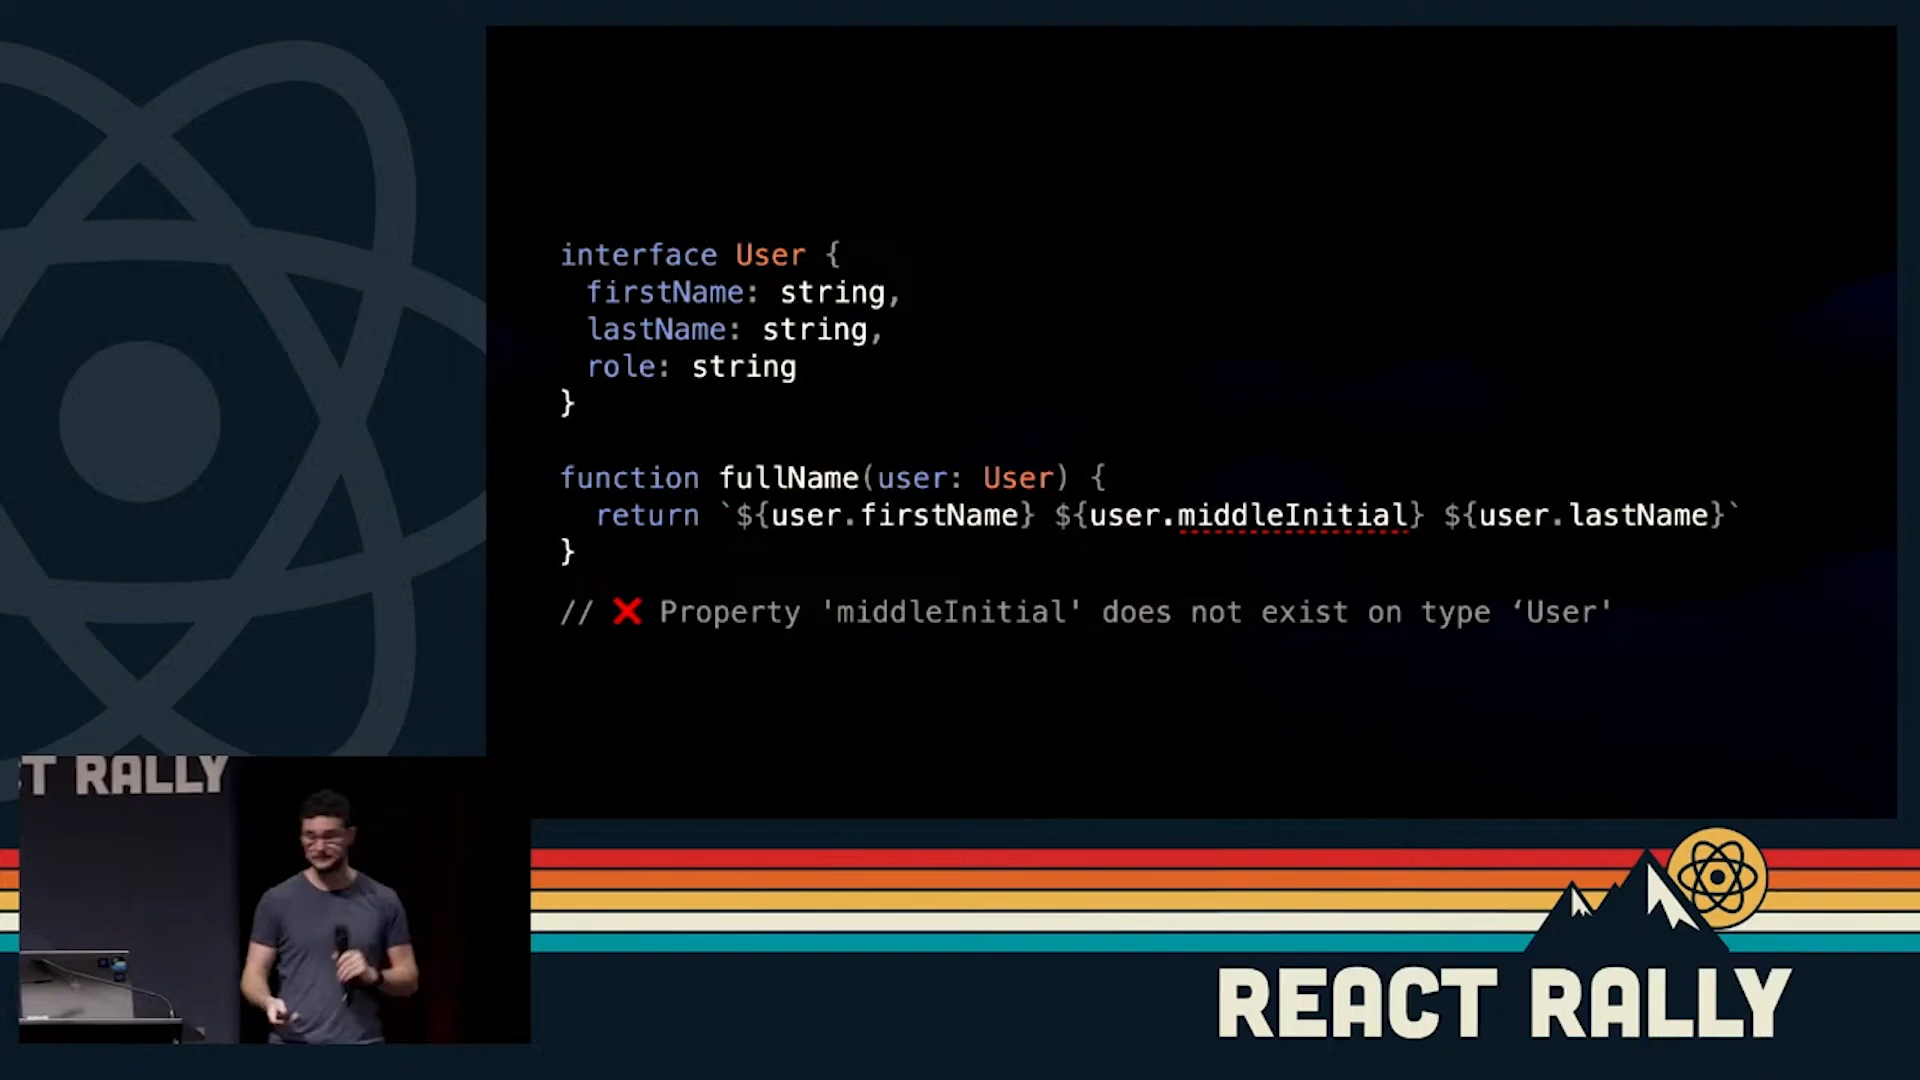 interface User {
firstName: string,
lastName: string,
role: string
}
function fullName(user: User) {
return `${user.firstName} ${user.middleInitial} ${user.lastName}`
}
// ❌ Property 'middleInitial' does not exist on type ‘User'
CT RALLY
REACT RALLY